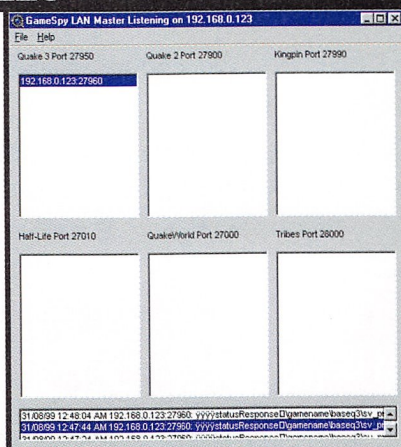 GameSpy LAN Master Listening on 192.168.0.123
File Help
Quake 3 Port 27950
Quake 2 Port 27900
Kingpin Port 27990
192.168.0.123:27960
Half-Life Port 27010
QuakeWorld Port 27000
Tribes Port 28000
31/08/99 12:48:04 AM 192.168.0.123:27960: ÿÿÿÿstatusResponse\gamename\baseq3\sv_pr
31/08/99 12:47:44 AM 192.168.0.123:27960: ÿÿÿÿstatusResponse\gamename\baseq3\sv_pr